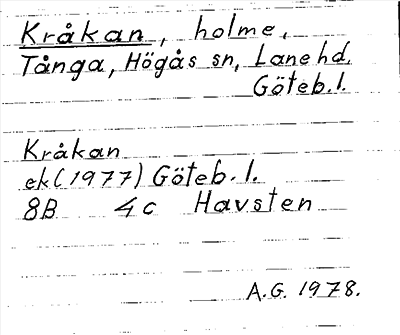 Kråkan, holme,
Tånga, Högås sn, Lane hd.
Göteb. l.
Kråkan
ek (1977) Göteb. l.
8B 4c Havsten
A.G. 1978.